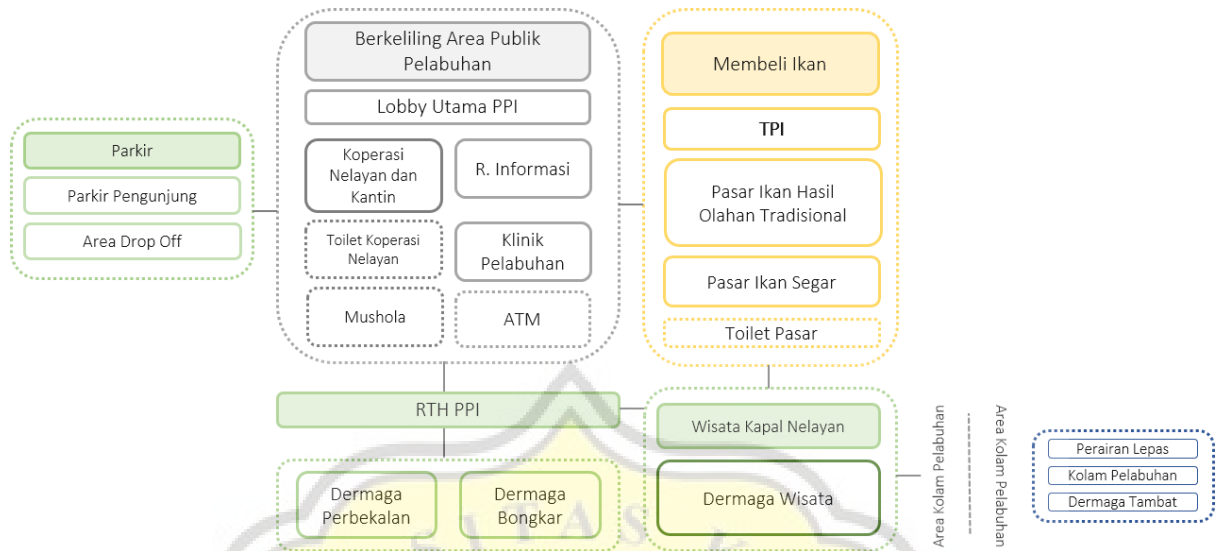 Parkir
Parkir Pengunjung
Area Drop Off
Berkeliling Area Publik
Pelabuhan
Lobby Utama PPI
Koperasi
Nelayan dan
Kantin
R. Informasi
Toilet Koperasi
Nelayan
Klinik
Pelabuhan
Mushola
ATM
Membeli Ikan
TPI
Pasar Ikan Hasil
Olahan Tradisional
Pasar Ikan Segar
Toilet Pasar
RTH PPI
Dermaga
Perbekalan
Dermaga
Bongkar
Wisata Kapal Nelayan
Dermaga Wisata
Area Kolam Pelabuhan
Area Kolam Pelabuhan
Perairan Lepas
Kolam Pelabuhan
Dermaga Tambat